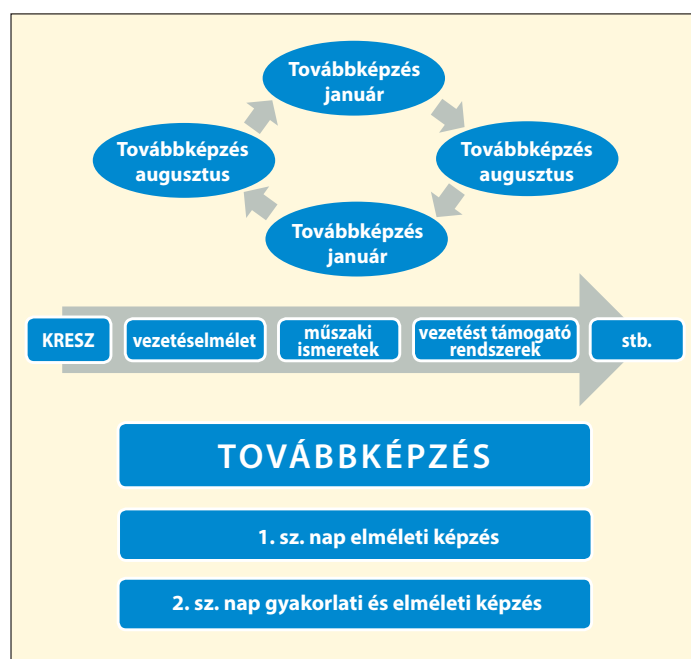 Továbbképzés
január
Továbbképzés
augusztus
Továbbképzés
augusztus
Továbbképzés
január
KRESZ
vezetéselmélet
műszaki
ismeretek
vezetést támogató
rendszerek
stb.
TOVÁBBKÉPZÉS
1. sz. nap elméleti képzés
2. sz. nap gyakorlati és elméleti képzés